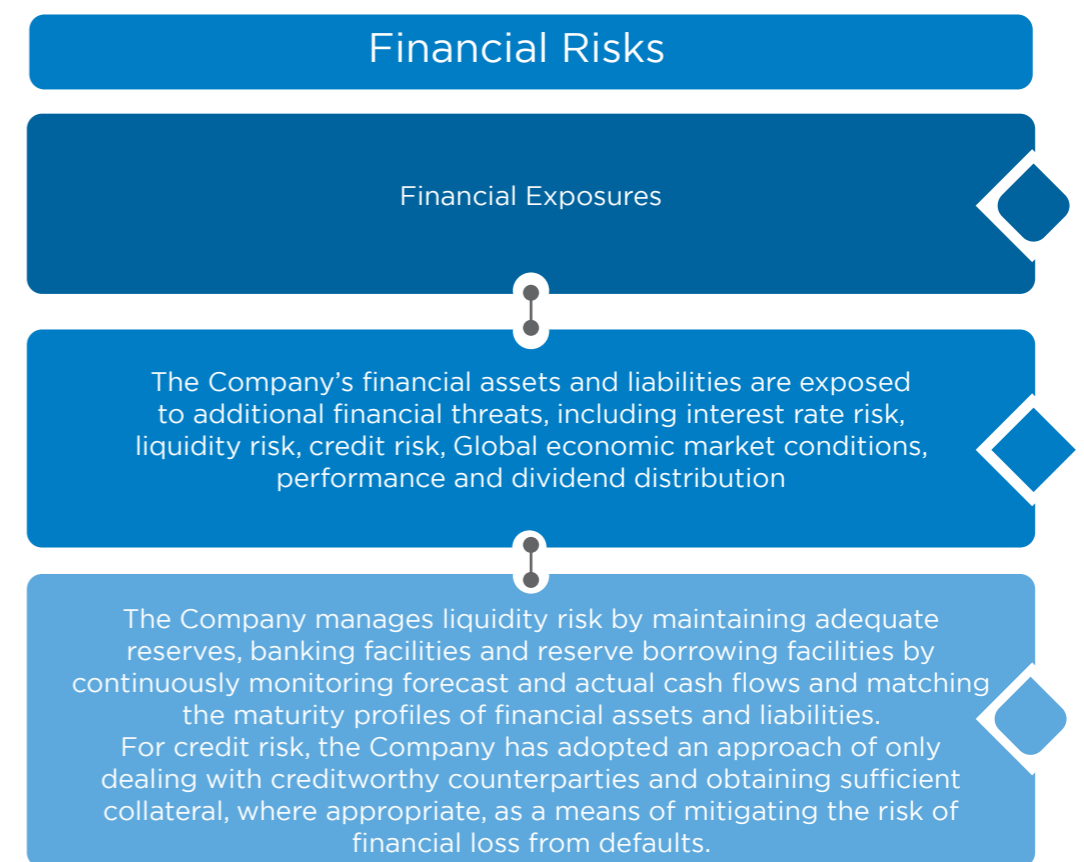 Financial Risks
Financial Exposures
The Company’s financial assets and liabilities are exposed
to additional financial threats, including interest rate risk,
liquidity risk, credit risk, Global economic market conditions,
performance and dividend distribution
The Company manages liquidity risk by maintaining adequate
reserves, banking facilities and reserve borrowing facilities by
continuously monitoring forecast and actual cash flows and matching
the maturity profiles of financial assets and liabilities.
For credit risk, the Company has adopted an approach of only
dealing with creditworthy counterparties and obtaining sufficient
collateral, where appropriate, as a means of mitigating the risk of
financial loss from defaults.